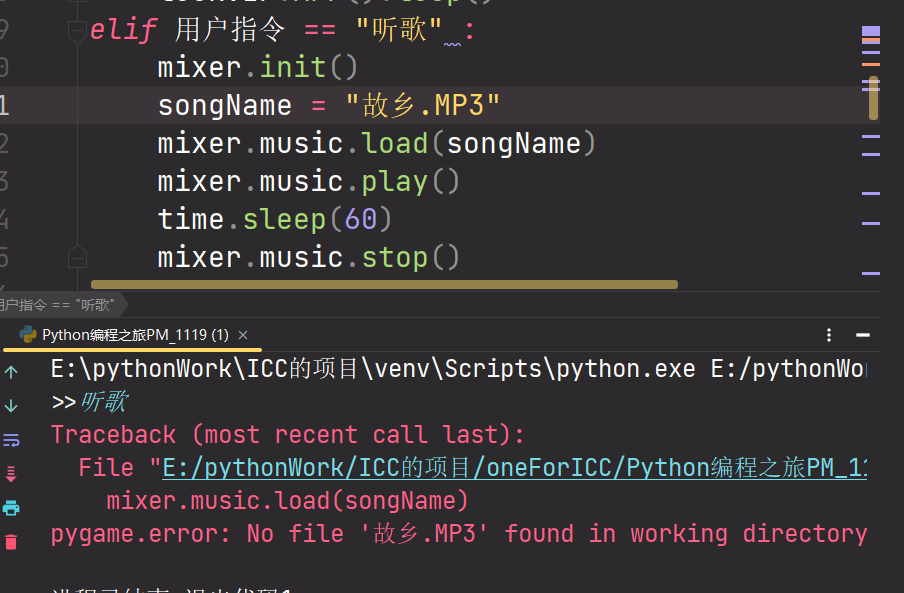 elif 用户指令 == "听歌" :
mixer.init()
songName = "故乡.MP3"
mixer.music.load(songName)
mixer.music.play()
time.sleep(60)
mixer.music.stop()
用户指令 == "听歌"
Python编程之旅PM_1119 (1) ×
E:\pythonWork\ICC的项目\venv\Scripts\python.exe E:/pythonWor
>>听歌
Traceback (most recent call last):
File "E:/pythonWork/ICC的项目/oneForICC/Python编程之旅PM_11
mixer.music.load(songName)
pygame.error: No file '故乡.MP3' found in working directory